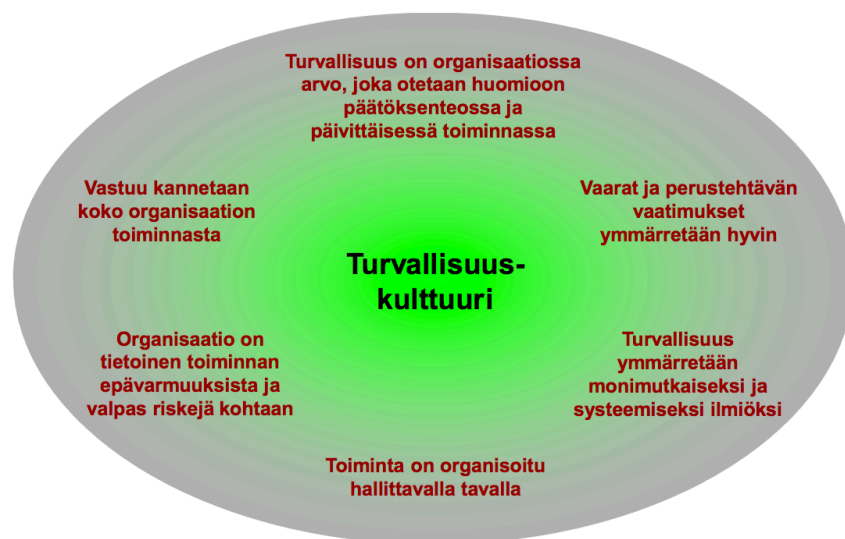 Turvallisuus on organisaatiossa
arvo, joka otetaan huomioon
päätöksenteossa ja
päivittäisessä toiminnassa
Vastuu kannetaan
koko organisaation
toiminnasta
Vaarat ja perustehtävän
vaatimukset
ymmärretään hyvin
Turvallisuus-
kulttuuri
Organisaatio on
tietoinen toiminnan
epävarmuuksista ja
valpas riskejä kohtaan
Turvallisuus
ymmärretään
monimutkaiseksi ja
systeemiseksi ilmiöksi
Toiminta on organisoitu
hallittavalla tavalla